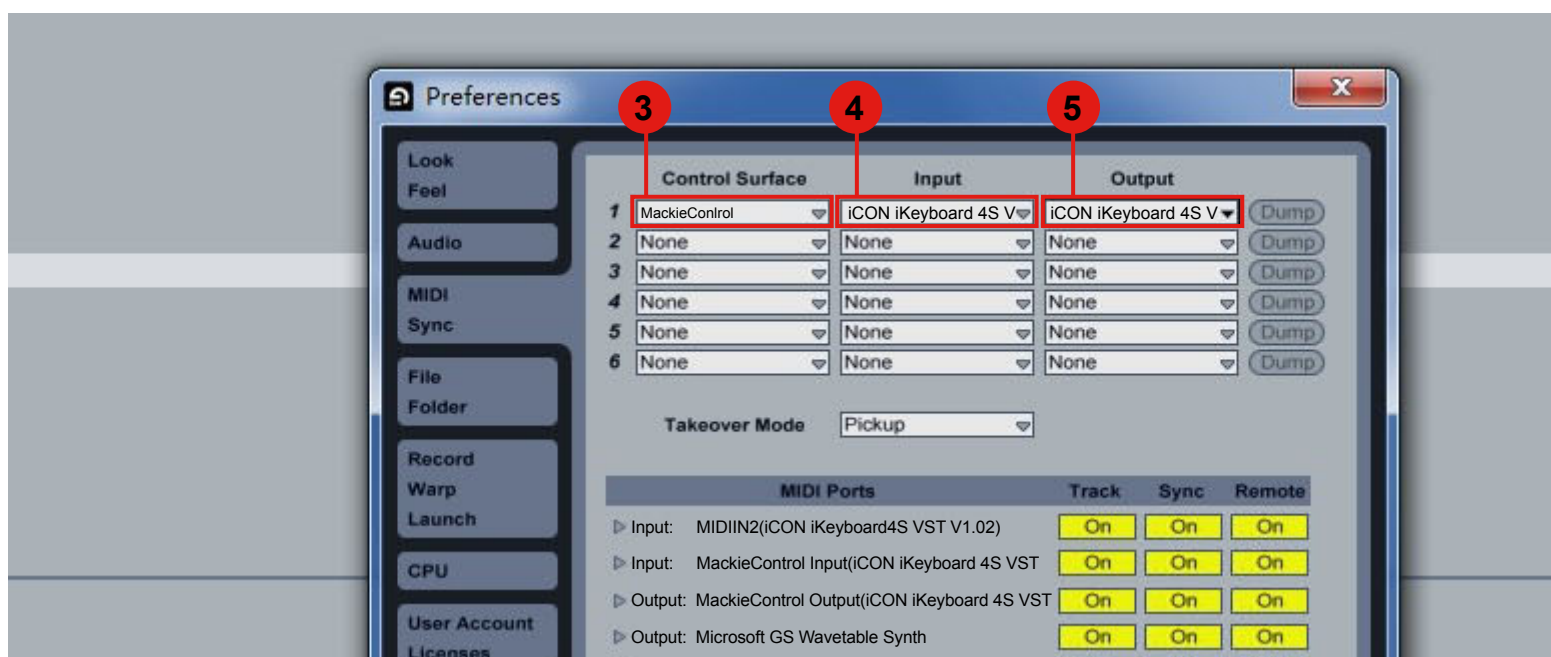 Preferences
X
3
4
5
Look
Feel
Audio
MIDI
Sync
File
Folder
Record
Warp
Launch
CPU
User Account
Licenses
Control Surface Input Output
1 MackieConlrol iCON iKeyboard 4S V iCON iKeyboard 4S V Dump
2 None None None Dump
3 None None None Dump
4 None None None Dump
5 None None None Dump
6 None None None Dump
Takeover Mode Pickup
MIDI Ports Track Sync Remote
Input: MIDIIN2(iCON iKeyboard4S VST V1.02) On On On
Input: MackieControl Input(iCON iKeyboard 4S VST On On On
Output: MackieControl Output(iCON iKeyboard 4S VST On On On
Output: Microsoft GS Wavetable Synth On On On